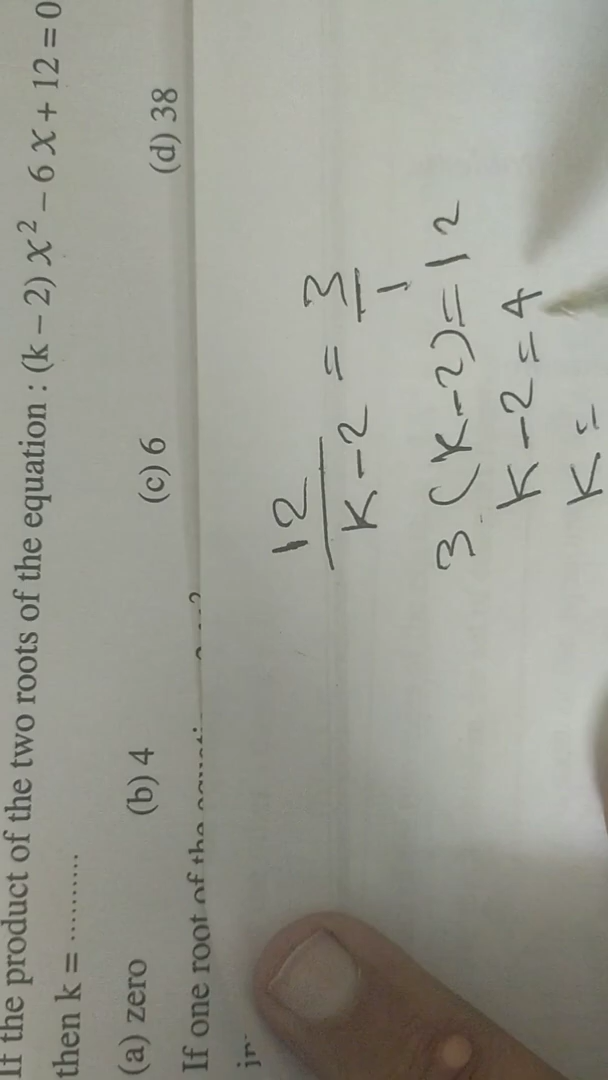 If the product of the two roots of the equation : (k – 2) x² – 6 x + 12 = 0
then k = ..........
(a) zero (b) 4 (c) 6 (d) 38
If one root of the
12/K-2 = 3/1
3 (K-2) = 12
K-2 = 4
K =